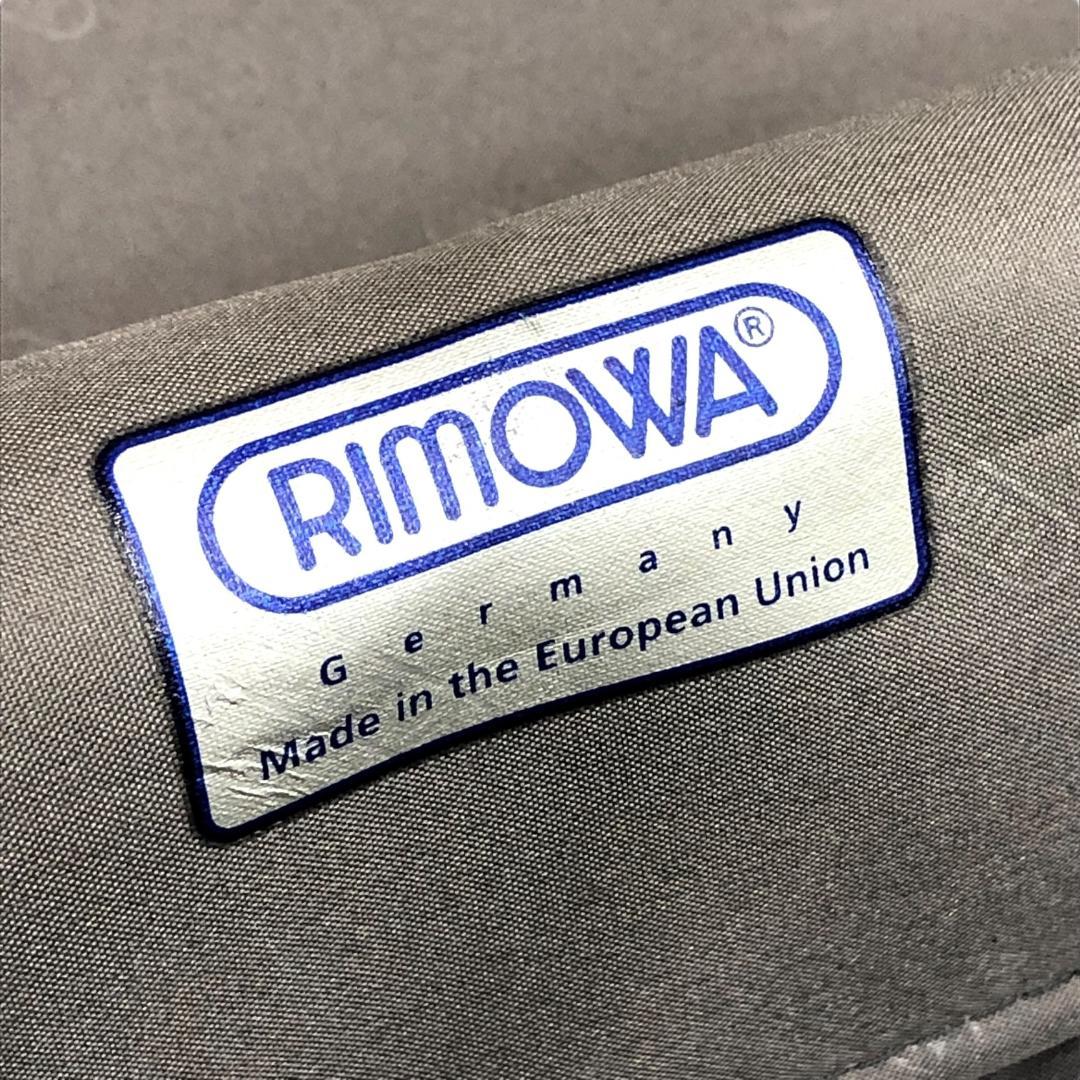 RIMOWA®
Germany
Made in the European Union